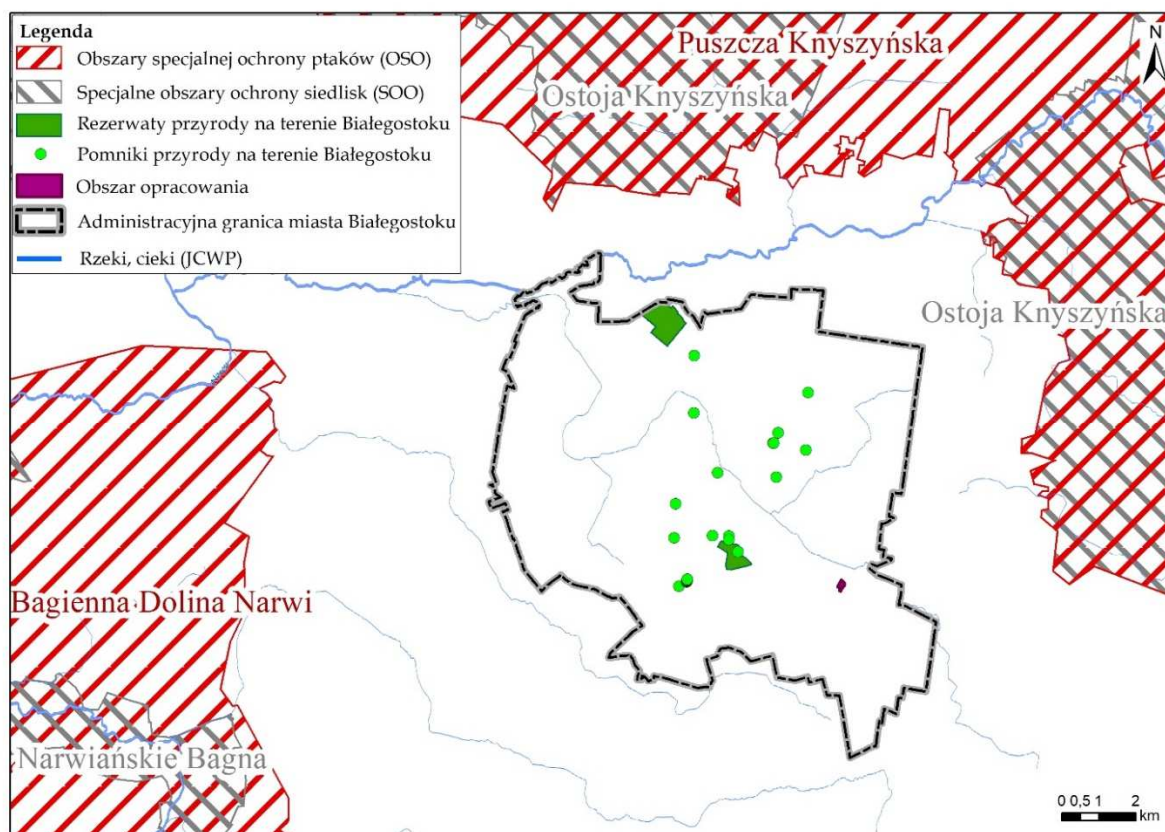 Legenda
Obszary specjalnej ochrony ptaków (OSO)
Specjalne obszary ochrony siedlisk (SOO)
Rezerwaty przyrody na terenie Białegostoku
Pomniki przyrody na terenie Białegostoku
Obszar opracowania
Administracyjna granica miasta Białegostoku
Rzeki, cieki (JCWP)
Puszcza Knyszyńska
Ostoja Knyszyńska
N
Ostoja Knyszyńska
Bagienna Dolina Narwi
Narwiańskie Bagna
0 0,5 1 2
km